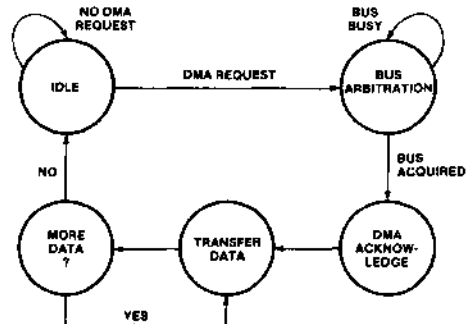 NO DMA
REQUEST
BUS
BUSY
IDLE
DMA REQUEST
BUS
ARBITRATION
NO
BUS
ACQUIRED
MORE
DATA
?
TRANSFER
DATA
DMA
ACKNOW-
LEDGE
YES